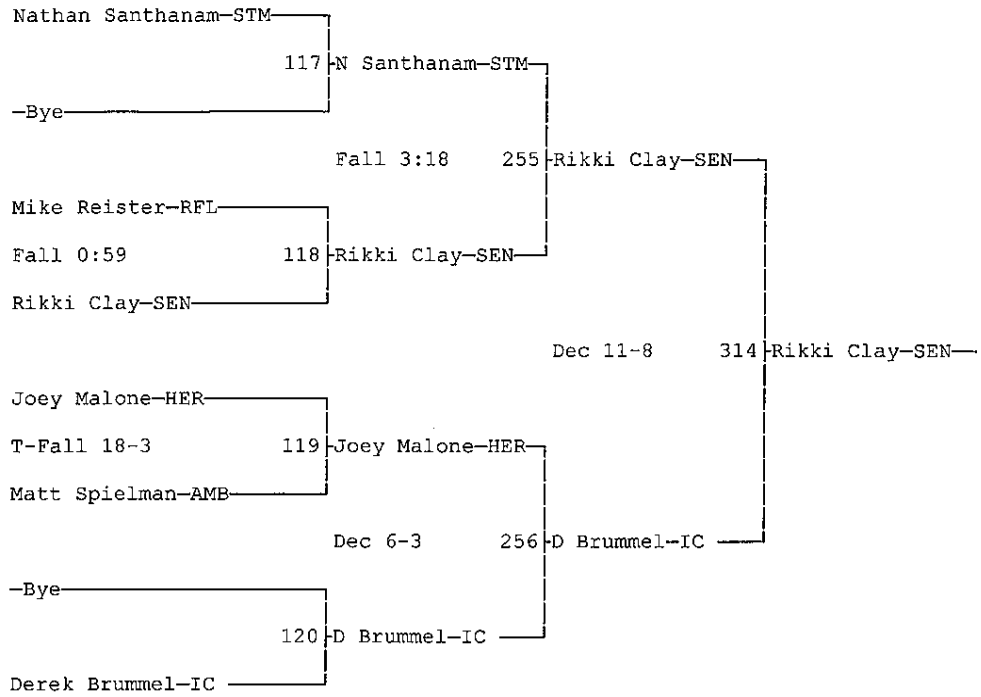 Nathan Santhanam-STM
117 N Santhanam-STM
-Bye
Fall 3:18 255 Rikki Clay-SEN
Mike Reister-RFL
Fall 0:59 118 Rikki Clay-SEN
Rikki Clay-SEN
Dec 11-8 314 Rikki Clay-SEN
Joey Malone-HER
T-Fall 18-3 119 Joey Malone-HER
Matt Spielman-AMB
Dec 6-3 256 D Brummel-IC
-Bye
120 D Brummel-IC
Derek Brummel-IC